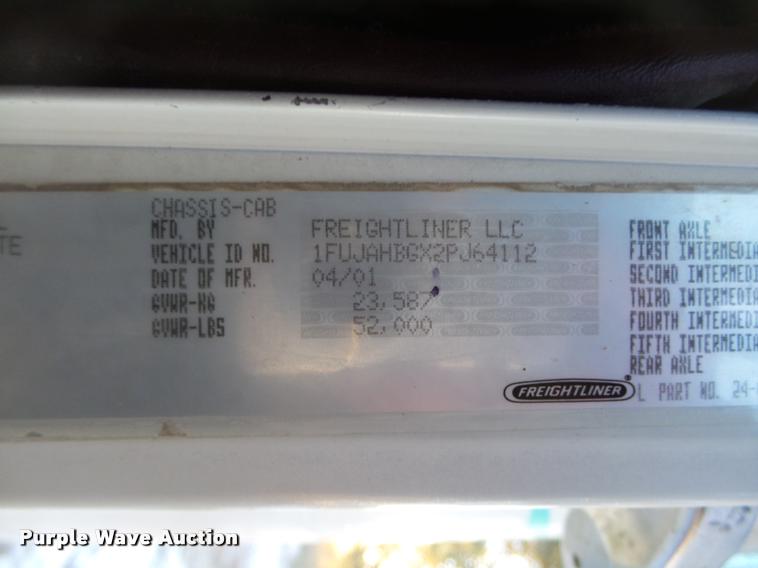 TE
CHASSIS-CAB
MFD. BY FREIGHTLINER LLC
VEHICLE ID NO. 1FUJAHBGX2PJ64112
DATE OF MFR. 04/01
GVWR-KG 23,587
GVWR-LBS 52,000
FRONT AXLE
FIRST INTERMEDIA
SECOND INTERMEDI
THIRD INTERMEDIA
FOURTH INTERMEDI
FIFTH INTERMEDIA
REAR AXLE
FREIGHTLINER®
L PART NO. 24-
Purple Wave Auction